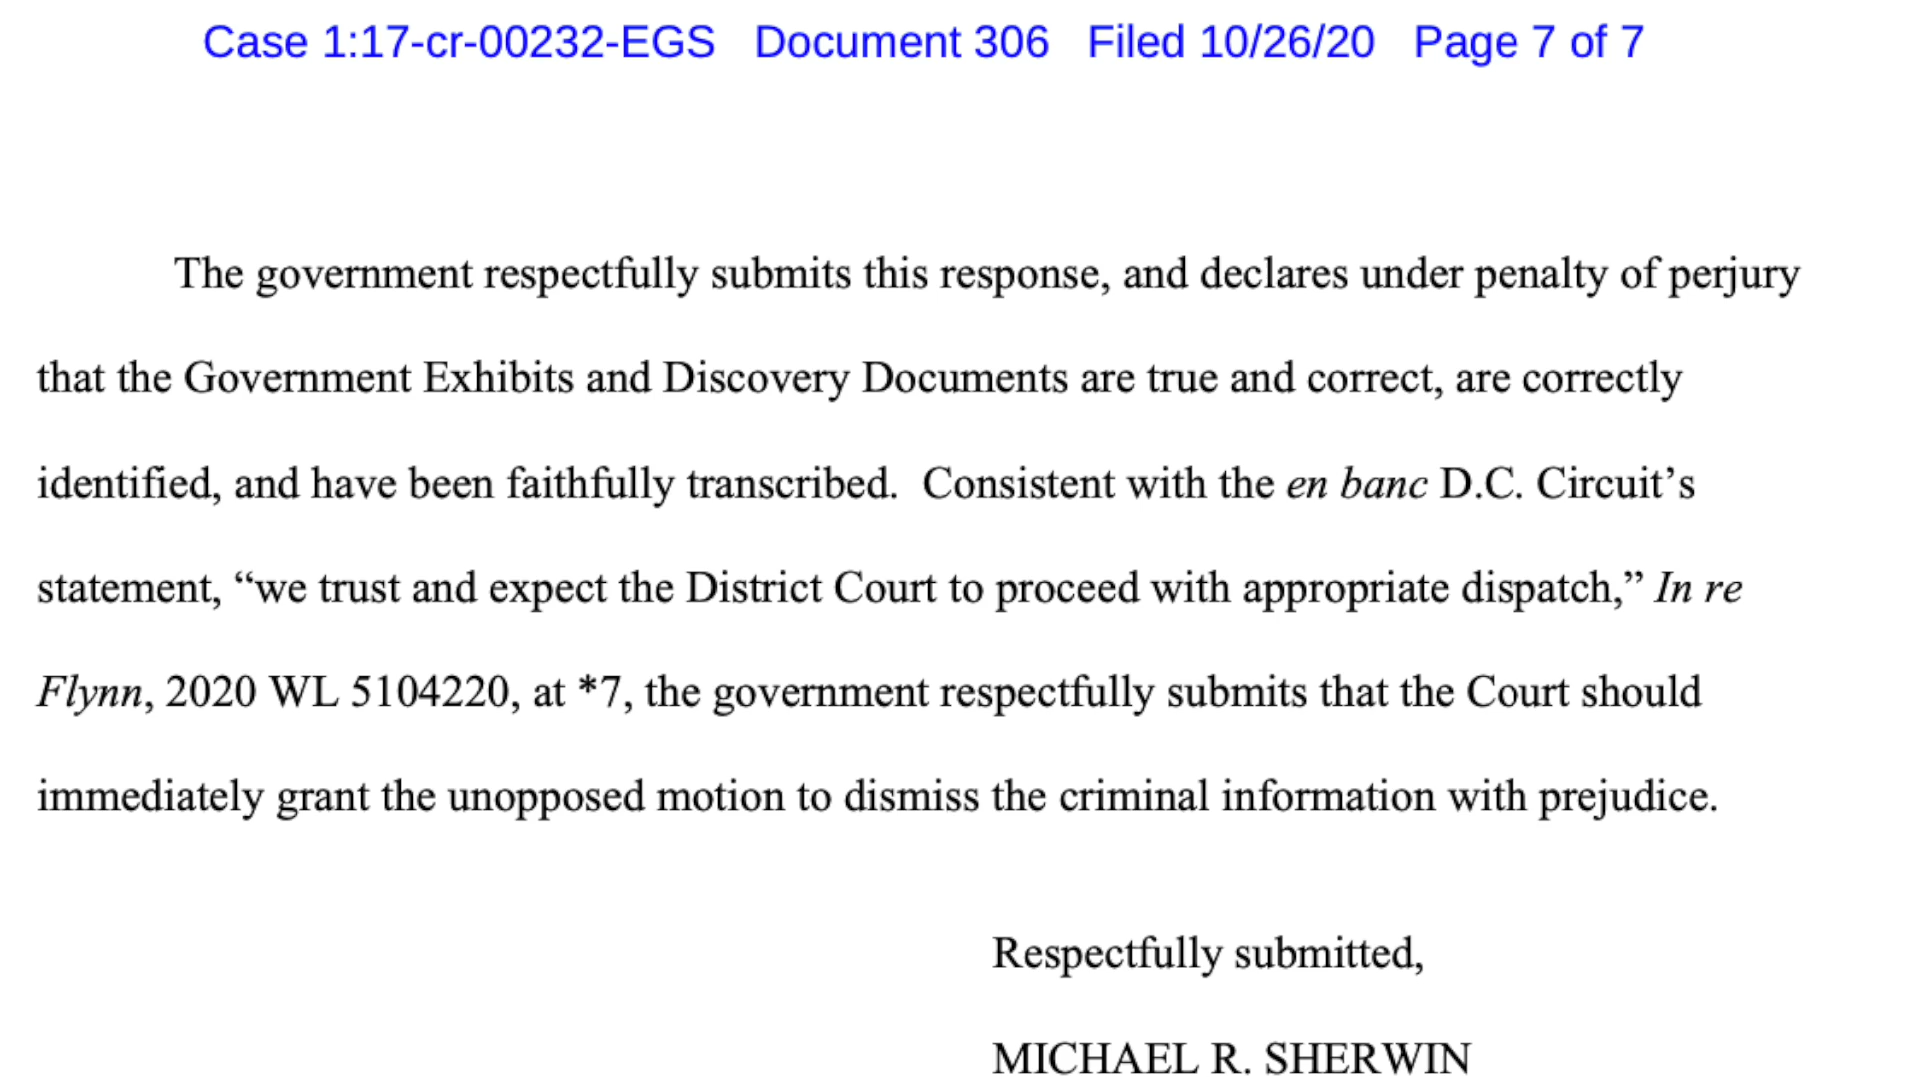 Case 1:17-cr-00232-EGS Document 306 Filed 10/26/20 Page 7 of 7
The government respectfully submits this response, and declares under penalty of perjury
that the Government Exhibits and Discovery Documents are true and correct, are correctly
identified, and have been faithfully transcribed. Consistent with the en banc D.C. Circuit’s
statement, “we trust and expect the District Court to proceed with appropriate dispatch,” In re
Flynn, 2020 WL 5104220, at *7, the government respectfully submits that the Court should
immediately grant the unopposed motion to dismiss the criminal information with prejudice.
Respectfully submitted,
MICHAEL R. SHERWIN